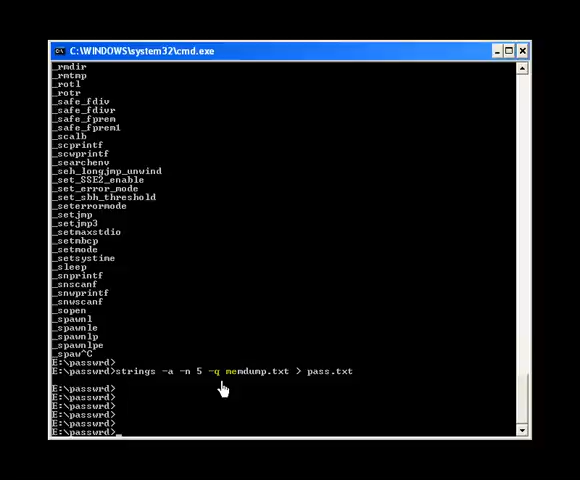 C:\WINDOWS\system32\cmd.exe
_rmdir
_rmtmp
_rotl
_rotr
_safe_fdiv
_safe_fdivr
_safe_fprem
_safe_fprem1
_scalb
_scprintf
_scwprintf
_searchenv
_seh_longjmp_unwind
_set_SSE2_enable
_set_error_mode
_set_sbh_threshold
_seterrormode
_setjmp
_setjmp3
_setmaxstdio
_setmbcp
_setmode
_setsystime
_sleep
_snprintf
_snscanf
_snwprintf
_snwscanf
_sopen
_spawnl
_spawnle
_spawnlp
_spawnlpe
_spaw^C
E:\passwrd>
E:\passwrd>strings -a -n 5 -q memdump.txt > pass.txt
E:\passwrd>
E:\passwrd>
E:\passwrd>
E:\passwrd>
E:\passwrd>
E:\passwrd>_